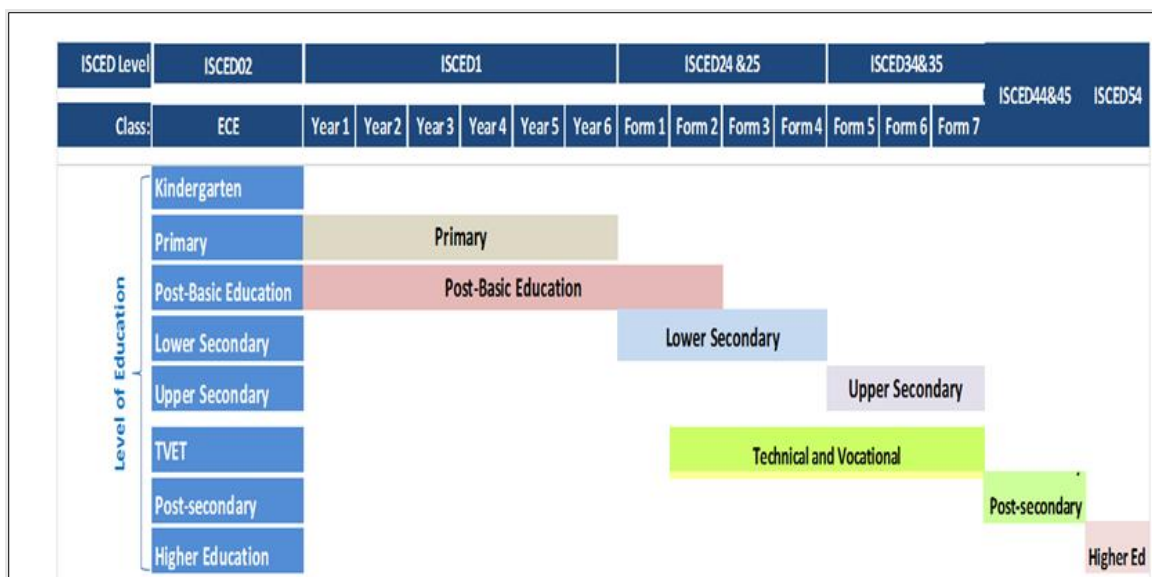 ISCED Level ISCED02 ISCED1 ISCED24 &25 ISCED34&35
ISCED44&45 ISCED54
Class: ECE Year 1 Year 2 Year 3 Year 4 Year 5 Year 6 Form 1 Form 2 Form 3 Form 4 Form 5 Form 6 Form 7
Level of Education
Kindergarten
Primary Primary
Post-Basic Education Post-Basic Education
Lower Secondary Lower Secondary
Upper Secondary Upper Secondary
TVET Technical and Vocational
Post-secondary Post-secondary
Higher Education Higher Ed